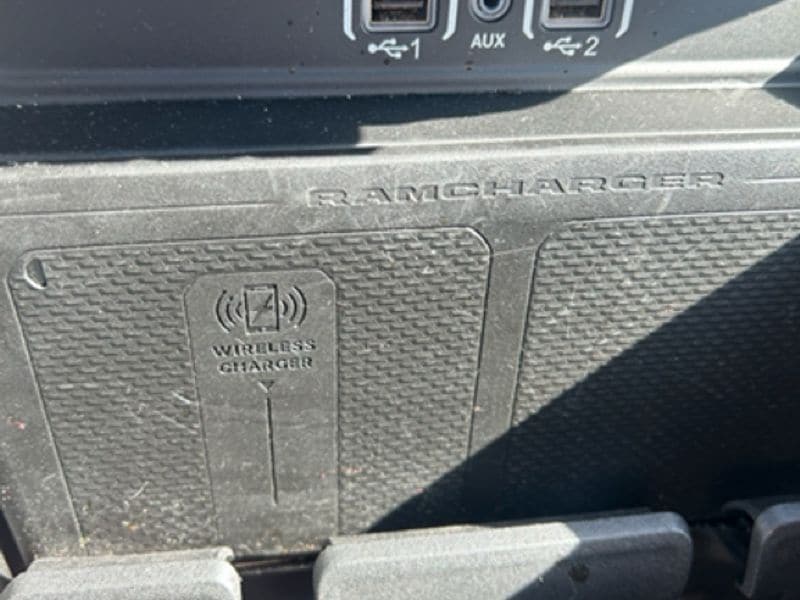 1
AUX
2
RAMCHARGER
WIRELESS
CHARGER